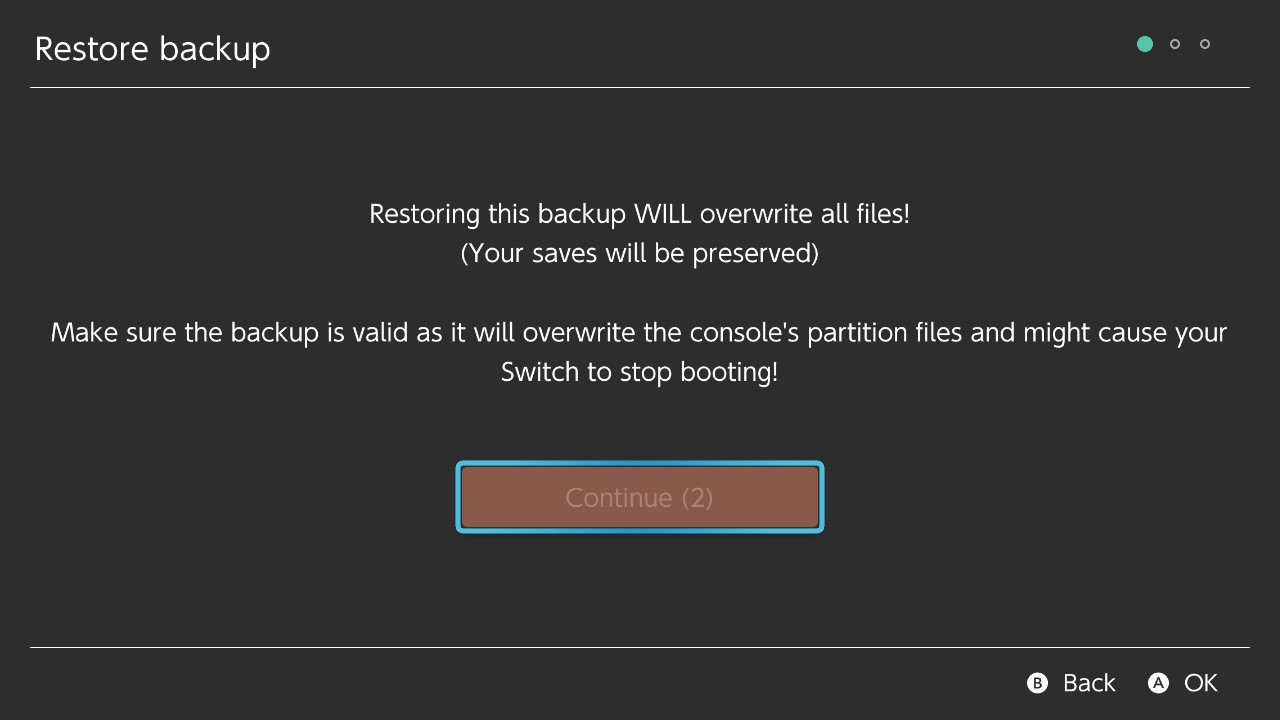 Restore backup
Restoring this backup WILL overwrite all files!
(Your saves will be preserved)
Make sure the backup is valid as it will overwrite the console's partition files and might cause your
Switch to stop booting!
Continue (2)
B Back A OK